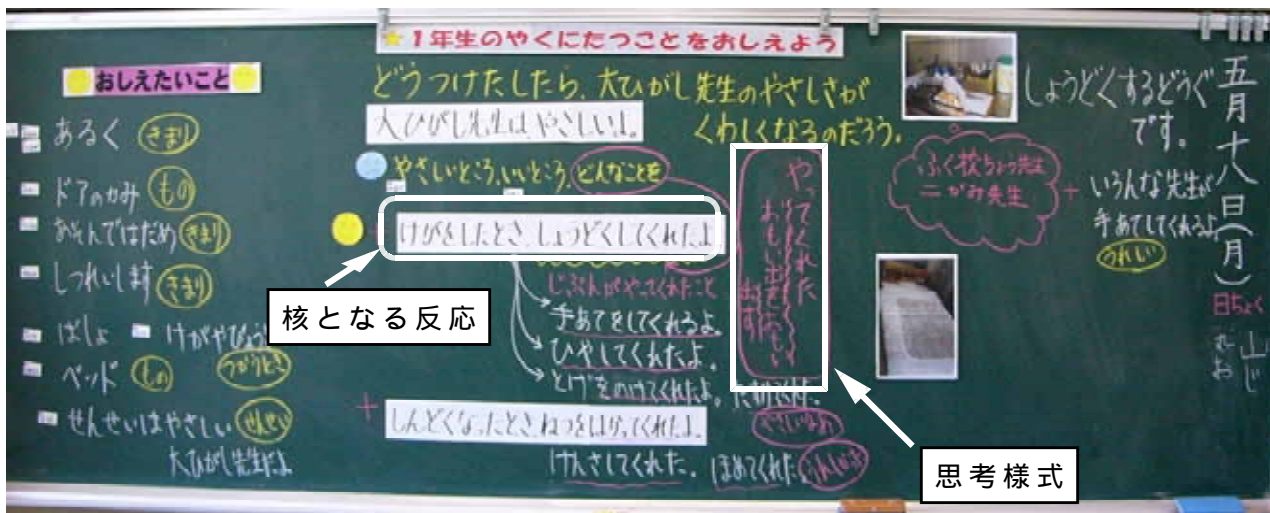 五月十八日(月)
日ちょく
★1年生のやくにたつことをおしえよう
どうつけたしたら、大ひがし先生のやさしさが
くわしくなるのだろう。
大ひがし先生は、やさしいよ。
やさしいところ、いいところ、どんなことを
けがをしたとき、しょうどくしてくれたよ
じぶんがやってくれたこと
手あてをしてくれるよ。
ひやしてくれたよ。
とげをのけてくれたよ。
しんどくなったとき、ねつをはかってくれたよ。
けんさしてくれた。
ほめてくれた
やってくれた
おもい出をおもい
出す
核となる反応
思考様式
おしえたいこと
あるく きまり
ドアのかみ もの
あそんではだめ きまり
しつれいします きまり
ばしょ
けがやびょう
つかうとき
ベッド もの
せんせいはやさしい せんせい
大ひがし先生だよ
しょうどくするどうぐ
です。
ふく校ちょう先生
二がみ先生
+ いろんな先生が
手あてしてくれるよ
うれしい